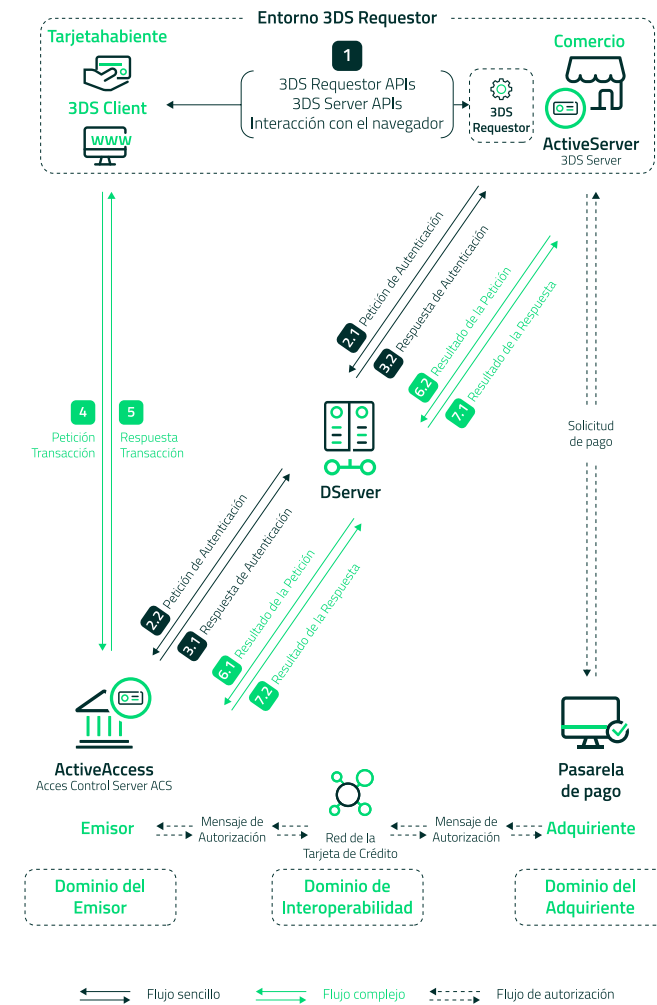 Entorno 3DS Requestor
Tarjetahabiente
3DS Client
www
1
3DS Requestor APIs
3DS Server APIs
Interacción con el navegador
3DS
Requestor
Comercio
ActiveServer
3DS Server
2.1 Petición de Autenticación
3.2 Respuesta de Autenticación
6.2 Resultado de la Petición
7.1 Resultado de la Respuesta
4
Petición
Transacción
5
Respuesta
Transacción
Solicitud
de pago
DServer
2.2 Petición de Autenticación
3.1 Respuesta de Autenticación
6.1 Resultado de la Petición
7.2 Resultado de la Respuesta
ActiveAccess
Acces Control Server ACS
Pasarela
de pago
Emisor
Mensaje de
Autorización
Red de la
Tarjeta de Crédito
Mensaje de
Autorización
Adquiriente
Dominio del
Emisor
Dominio de
Interoperabilidad
Dominio del
Adquiriente
Flujo sencillo
Flujo complejo
Flujo de autorización